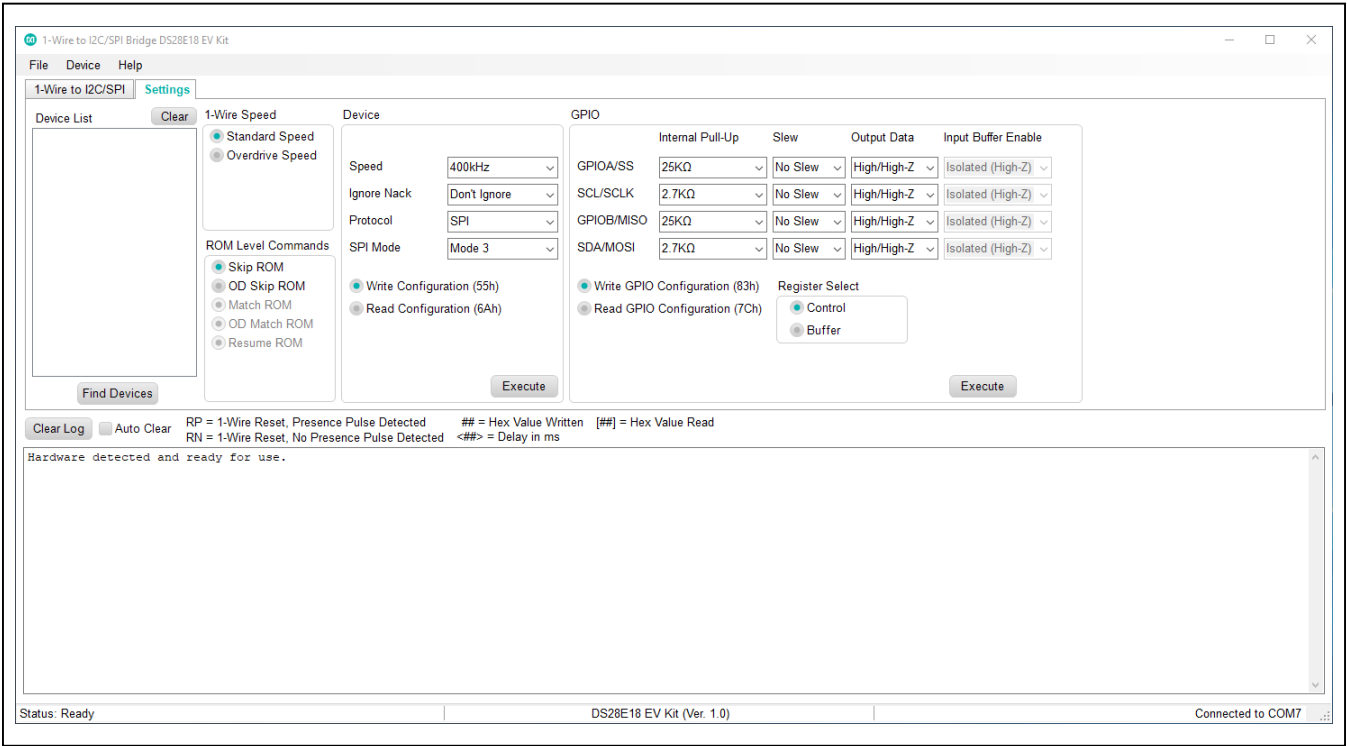 1-Wire to I2C/SPI Bridge DS28E18 EV Kit
File Device Help
1-Wire to I2C/SPI Settings
Device List Clear
Find Devices
1-Wire Speed
Standard Speed
Overdrive Speed
ROM Level Commands
Skip ROM
OD Skip ROM
Match ROM
OD Match ROM
Resume ROM
Device
Speed 400kHz
Ignore Nack Don't Ignore
Protocol SPI
SPI Mode Mode 3
Write Configuration (55h)
Read Configuration (6Ah)
Execute
GPIO
Internal Pull-Up Slew Output Data Input Buffer Enable
GPIOA/SS 25KΩ No Slew High/High-Z Isolated (High-Z)
SCL/SCLK 2.7KΩ No Slew High/High-Z Isolated (High-Z)
GPIOB/MISO 25KΩ No Slew High/High-Z Isolated (High-Z)
SDA/MOSI 2.7KΩ No Slew High/High-Z Isolated (High-Z)
Write GPIO Configuration (83h)
Read GPIO Configuration (7Ch)
Register Select
Control
Buffer
Execute
Clear Log Auto Clear
RP = 1-Wire Reset, Presence Pulse Detected ## = Hex Value Written [##] = Hex Value Read
RN = 1-Wire Reset, No Presence Pulse Detected <##> = Delay in ms
Hardware detected and ready for use.
Status: Ready DS28E18 EV Kit (Ver. 1.0) Connected to COM7